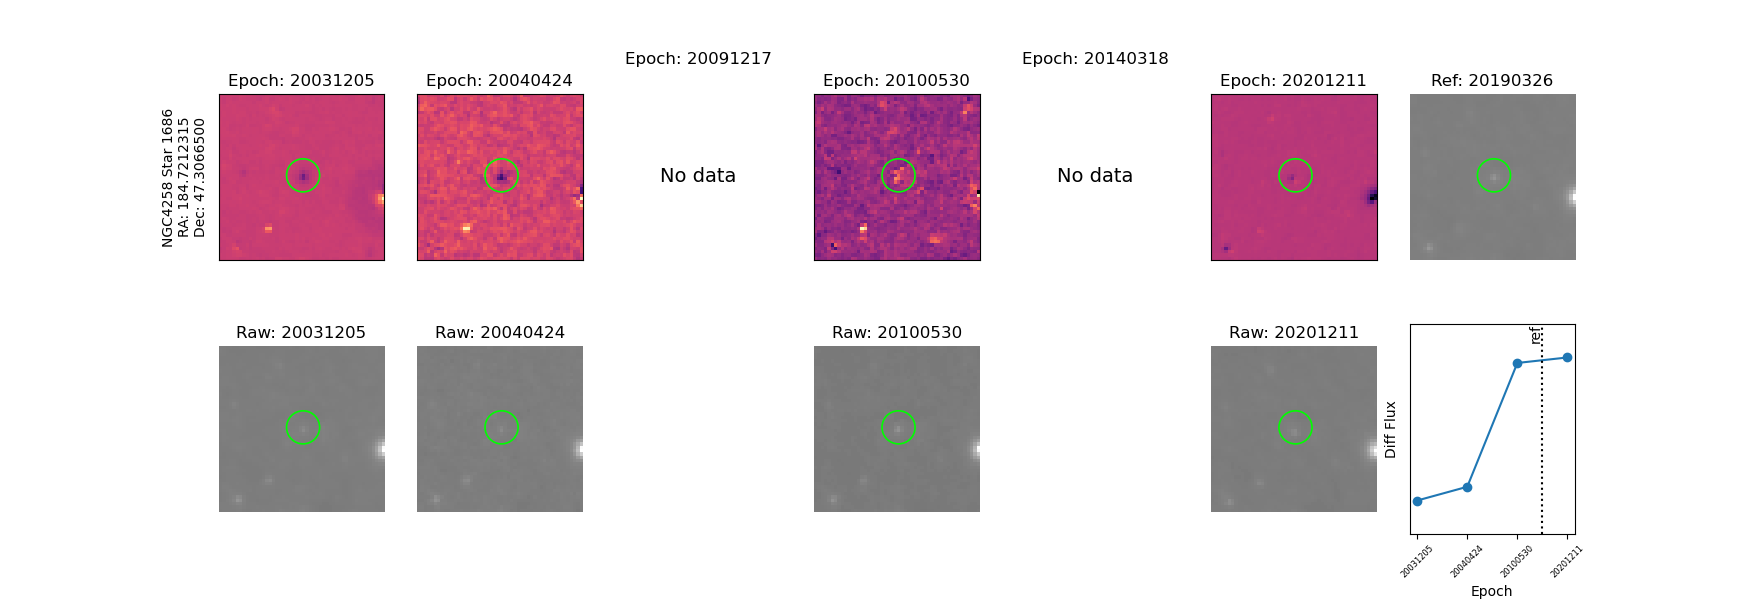 NGC4258 Star 1686
RA: 184.7212315
Dec: 47.3066500
Epoch: 20031205
Epoch: 20040424
Epoch: 20091217
No data
Epoch: 20100530
Epoch: 20140318
No data
Epoch: 20201211
Ref: 20190326
Raw: 20031205
Raw: 20040424
Raw: 20100530
Raw: 20201211
ref
Diff Flux
20031205
20040424
20100530
20201211
Epoch